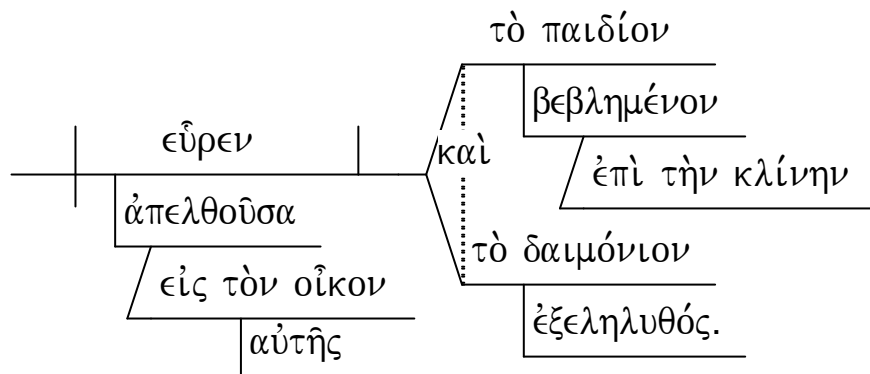 τὸ παιδίον
βεβλημένον
εὗρεν
καὶ
ἐπὶ τὴν κλίνην
ἀπελθοῦσα
τὸ δαιμόνιον
εἰς τὸν οἶκον
ἐξεληλυθός.
αὐτῆς